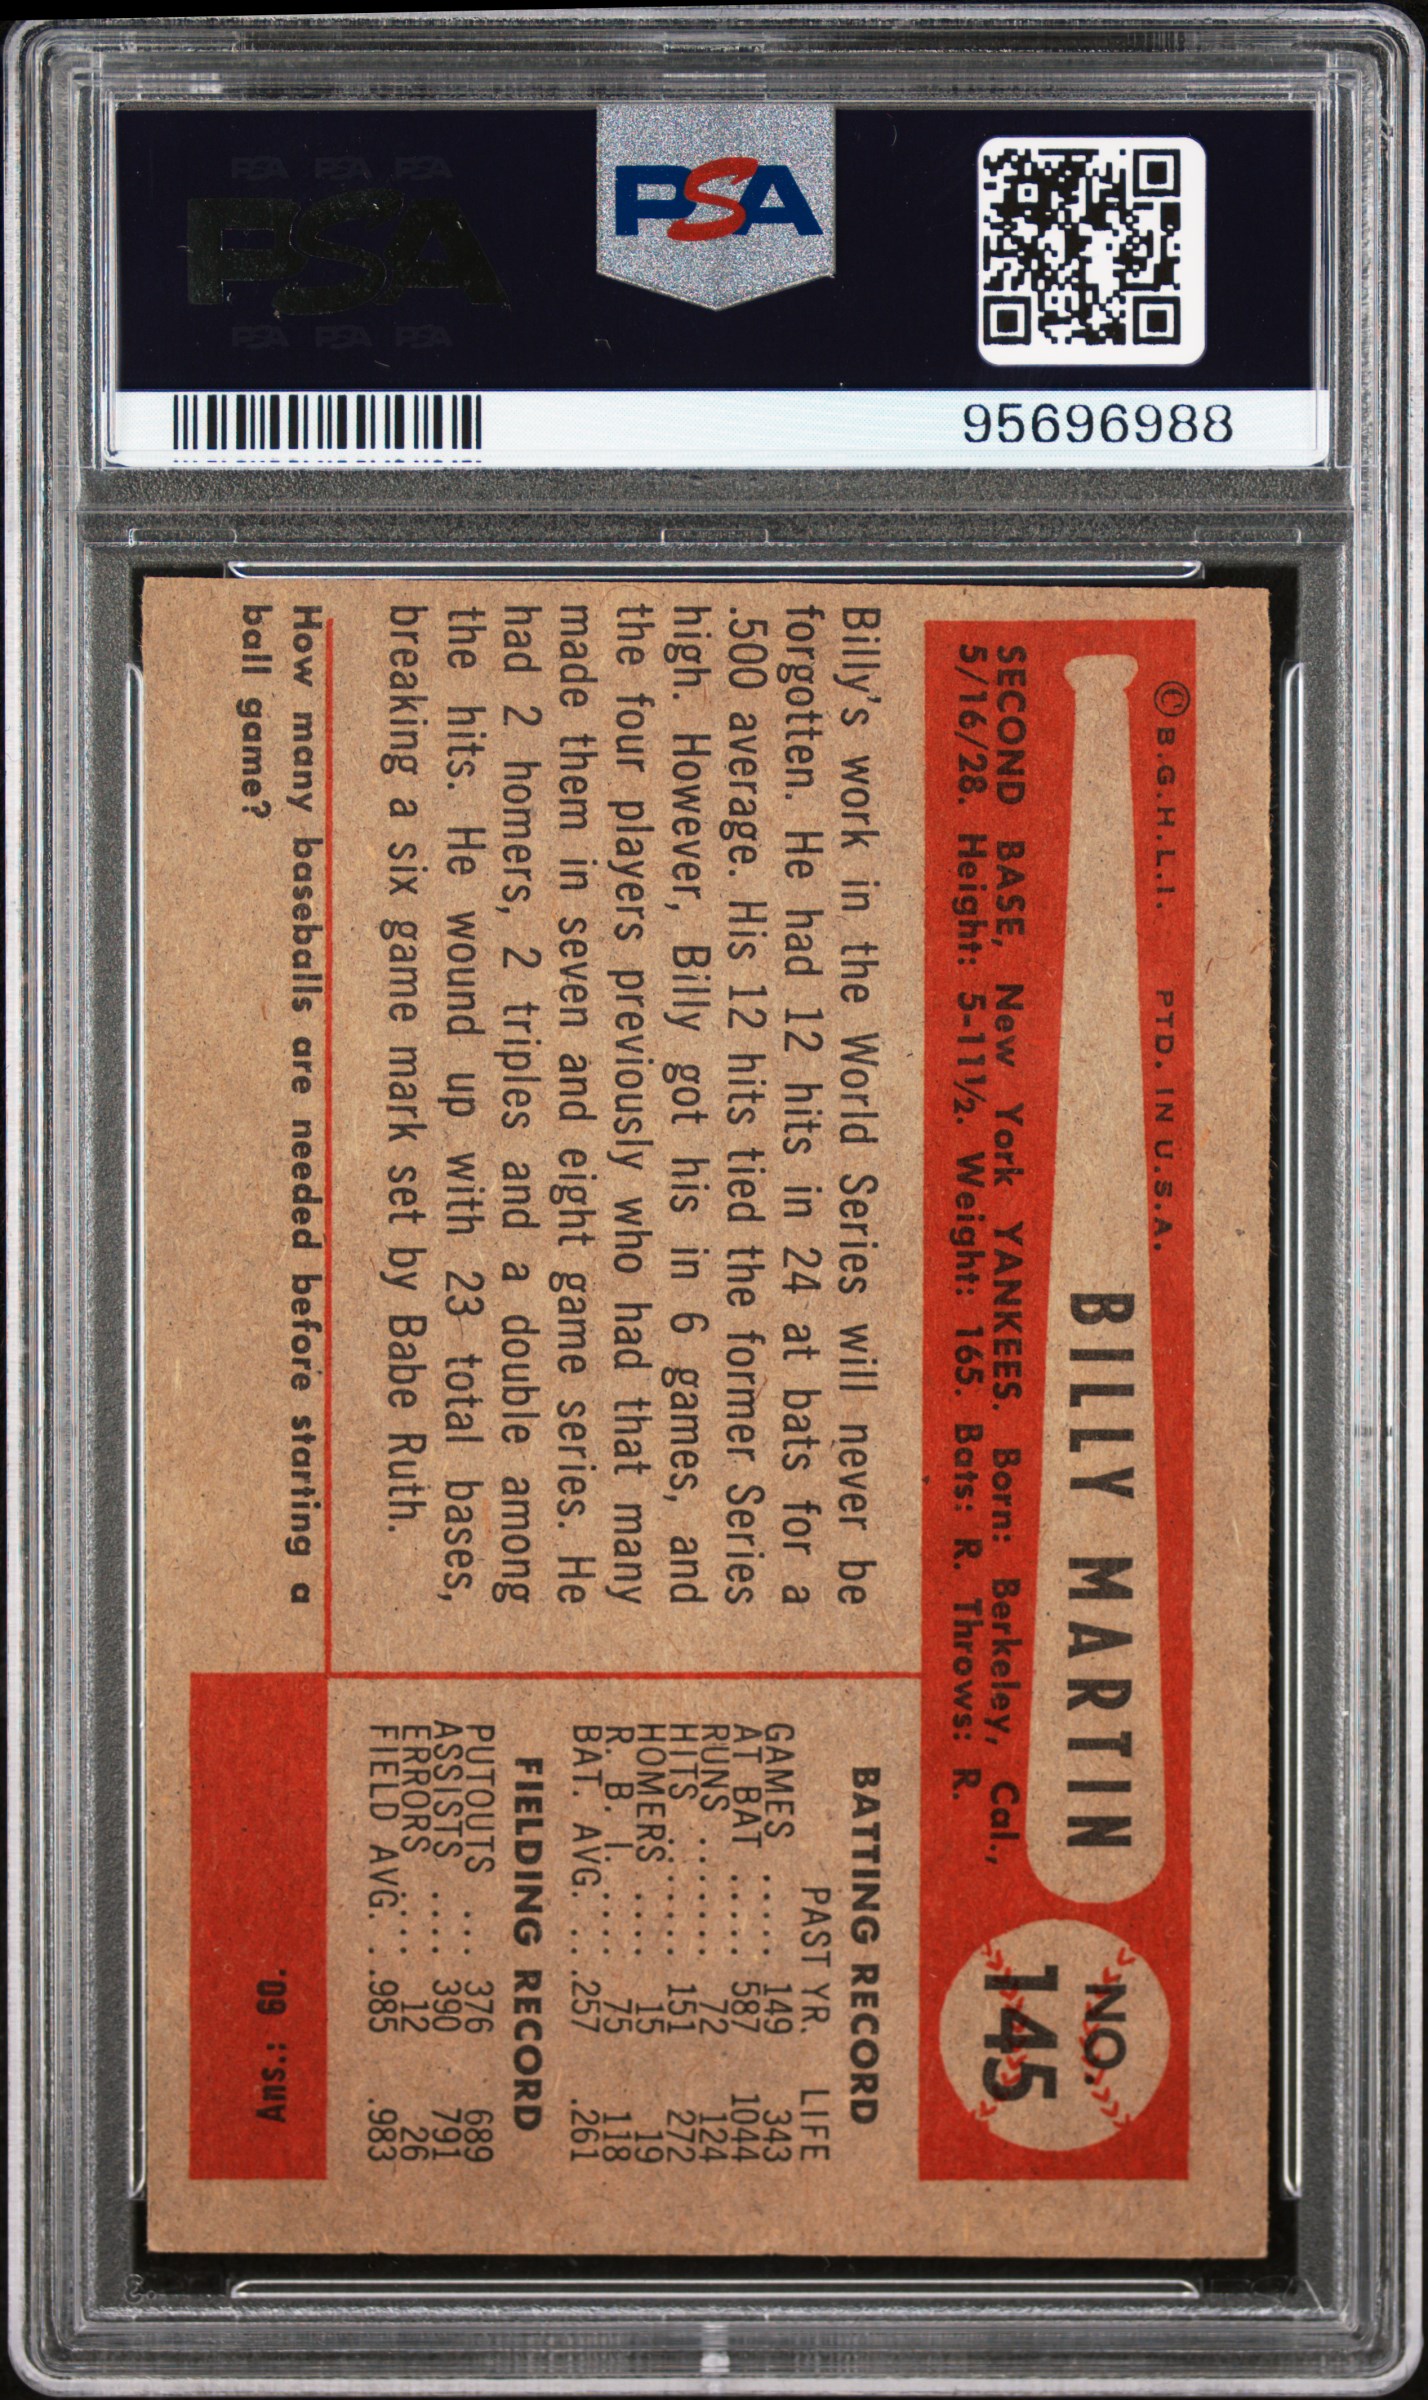 PSA PSA PSA
PSA
PSA PSA PSA
PSA
95696988
© B.G.H.L.I. PTD. IN U.S.A.
BILLY MARTIN
NO.
145
SECOND BASE, New York YANKEES. Born: Berkeley, Cal.,
5/16/28. Height: 5-11½. Weight: 165. Bats: R. Throws: R.
Billy's work in the World Series will never be
forgotten. He had 12 hits in 24 at bats for a
.500 average. His 12 hits tied the former Series
high. However, Billy got his in 6 games, and
the four players previously who had that many
made them in seven and eight game series. He
had 2 homers, 2 triples and a double among
the hits. He wound up with 23 total bases,
breaking a six game mark set by Babe Ruth.
BATTING RECORD
PAST YR. LIFE
GAMES ..... 149 343
AT BAT ..... 587 1044
RUNS ....... 72 124
HITS ....... 151 272
HOMERS .... 15 19
R. B. I. .... 75 118
BAT. AVG. .. .257 .261
FIELDING RECORD
PUTOUTS ... 376 689
ASSISTS .... 390 791
ERRORS .... 12 26
FIELD AVG. . .985 .983
How many baseballs are needed before starting a
ball game?
Ans.: 60.